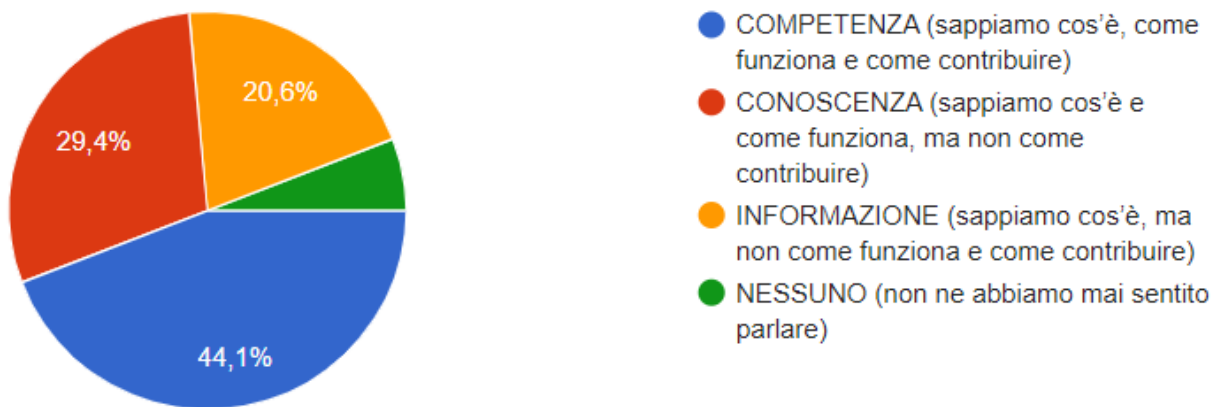 20,6%
29,4%
44,1%
COMPETENZA (sappiamo cos'è, come
funziona e come contribuire)
CONOSCENZA (sappiamo cos'è e
come funziona, ma non come
contribuire)
INFORMAZIONE (sappiamo cos'è, ma
non come funziona e come contribuire)
NESSUNO (non ne abbiamo mai sentito
parlare)